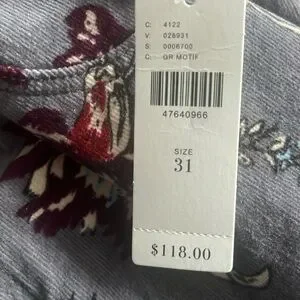 C: 4122
V: 028931
S: 0006700
C: GR MOTIF
47640966
SIZE
31
$118.00